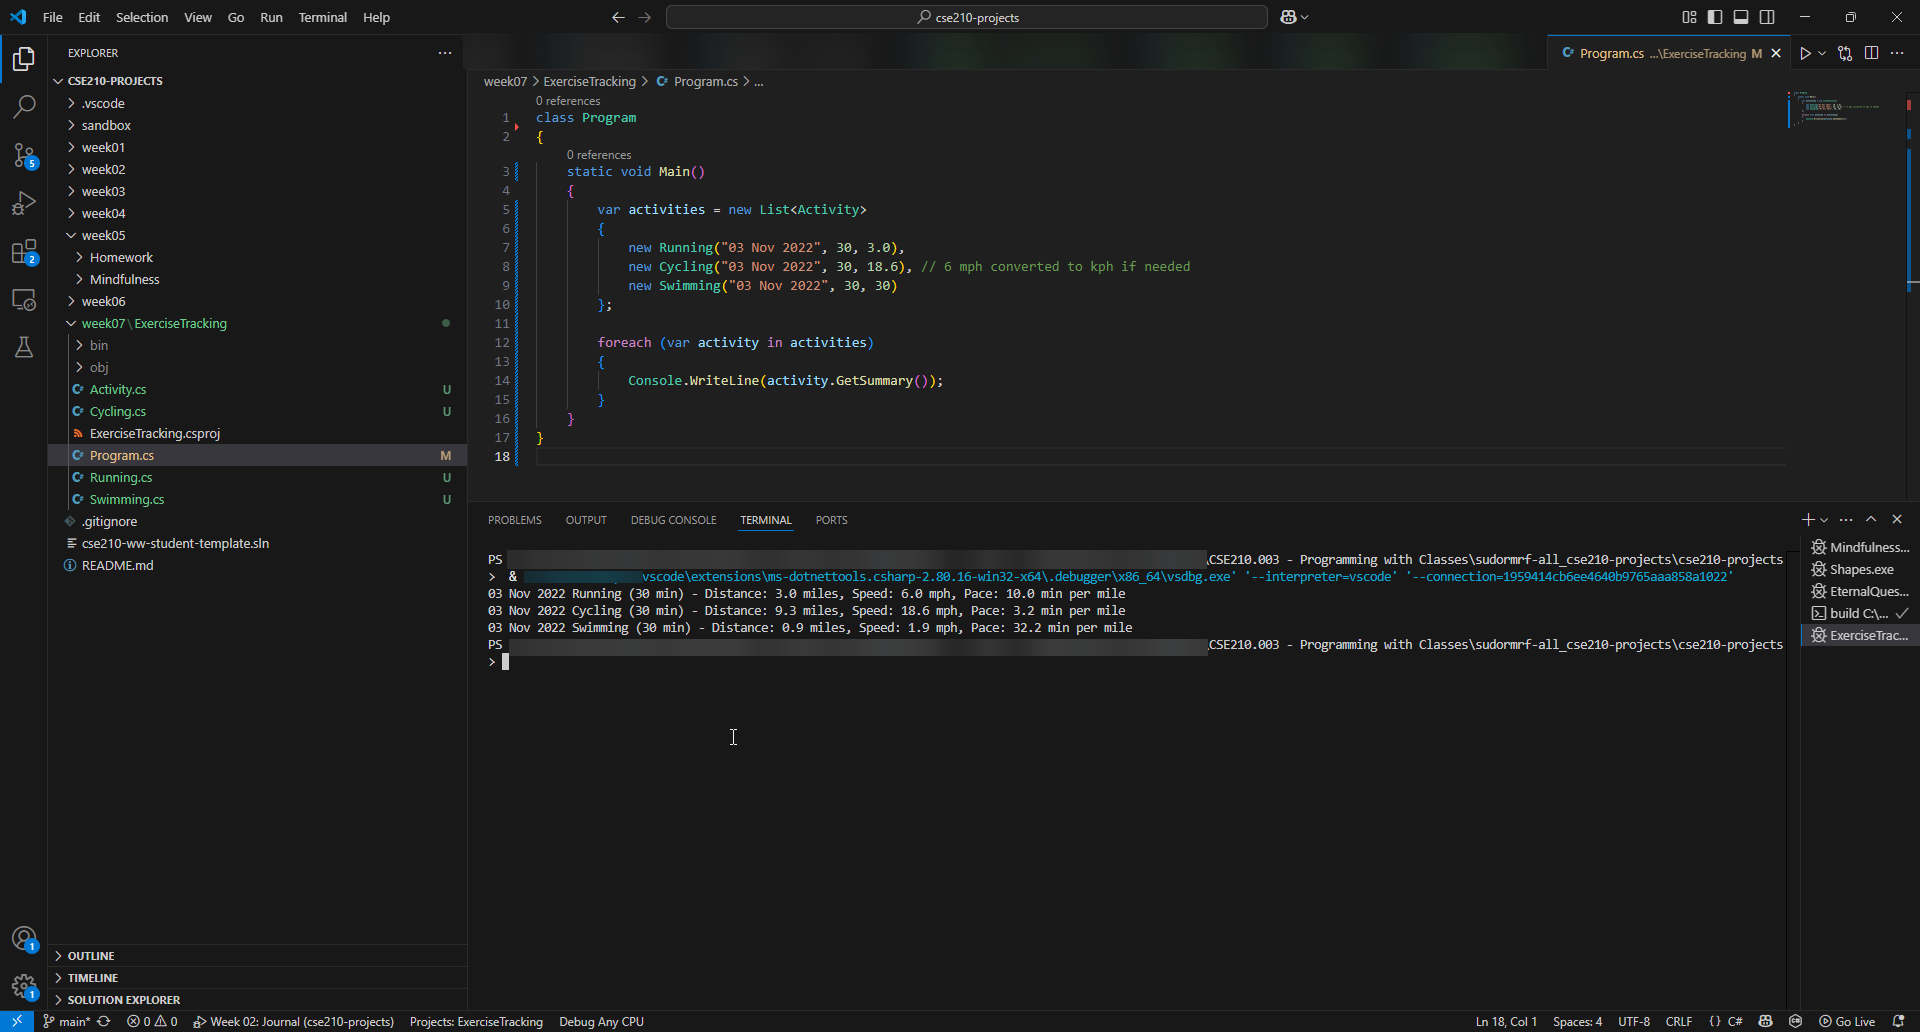 File Edit Selection View Go Run Terminal Help
cse210-projects
EXPLORER
CSE210-PROJECTS
.vscode
sandbox
week01
week02
week03
week04
week05
Homework
Mindfulness
week06
week07 \ ExerciseTracking
bin
obj
Activity.cs U
Cycling.cs U
ExerciseTracking.csproj
Program.cs M
Running.cs U
Swimming.cs U
.gitignore
cse210-ww-student-template.sln
README.md
OUTLINE
TIMELINE
SOLUTION EXPLORER
5
2
1
1
Program.cs ...\ExerciseTracking M
week07 > ExerciseTracking > Program.cs > ...
0 references
1 class Program
2 {
0 references
3 static void Main()
4 {
5 var activities = new List<Activity>
6 {
7 new Running("03 Nov 2022", 30, 3.0),
8 new Cycling("03 Nov 2022", 30, 18.6), // 6 mph converted to kph if needed
9 new Swimming("03 Nov 2022", 30, 30)
10 };
11
12 foreach (var activity in activities)
13 {
14 Console.WriteLine(activity.GetSummary());
15 }
16 }
17 }
18
PROBLEMS OUTPUT DEBUG CONSOLE TERMINAL PORTS
PS \CSE210.003 - Programming with Classes\sudormrf-all_cse210-projects\cse210-projects
> & vscode\extensions\ms-dotnettools.csharp-2.80.16-win32-x64\.debugger\x86_64\vsdbg.exe' '--interpreter=vscode' '--connection=1959414cb6ee4640b9765aaa858a1022'
03 Nov 2022 Running (30 min) - Distance: 3.0 miles, Speed: 6.0 mph, Pace: 10.0 min per mile
03 Nov 2022 Cycling (30 min) - Distance: 9.3 miles, Speed: 18.6 mph, Pace: 3.2 min per mile
03 Nov 2022 Swimming (30 min) - Distance: 0.9 miles, Speed: 1.9 mph, Pace: 32.2 min per mile
PS \CSE210.003 - Programming with Classes\sudormrf-all_cse210-projects\cse210-projects
>
Mindfulness...
Shapes.exe
EternalQues...
build C:\...
ExerciseTrac...
main* 0 0 Week 02: Journal (cse210-projects) Projects: ExerciseTracking Debug Any CPU
Ln 18, Col 1 Spaces: 4 UTF-8 CRLF {} C# Go Live